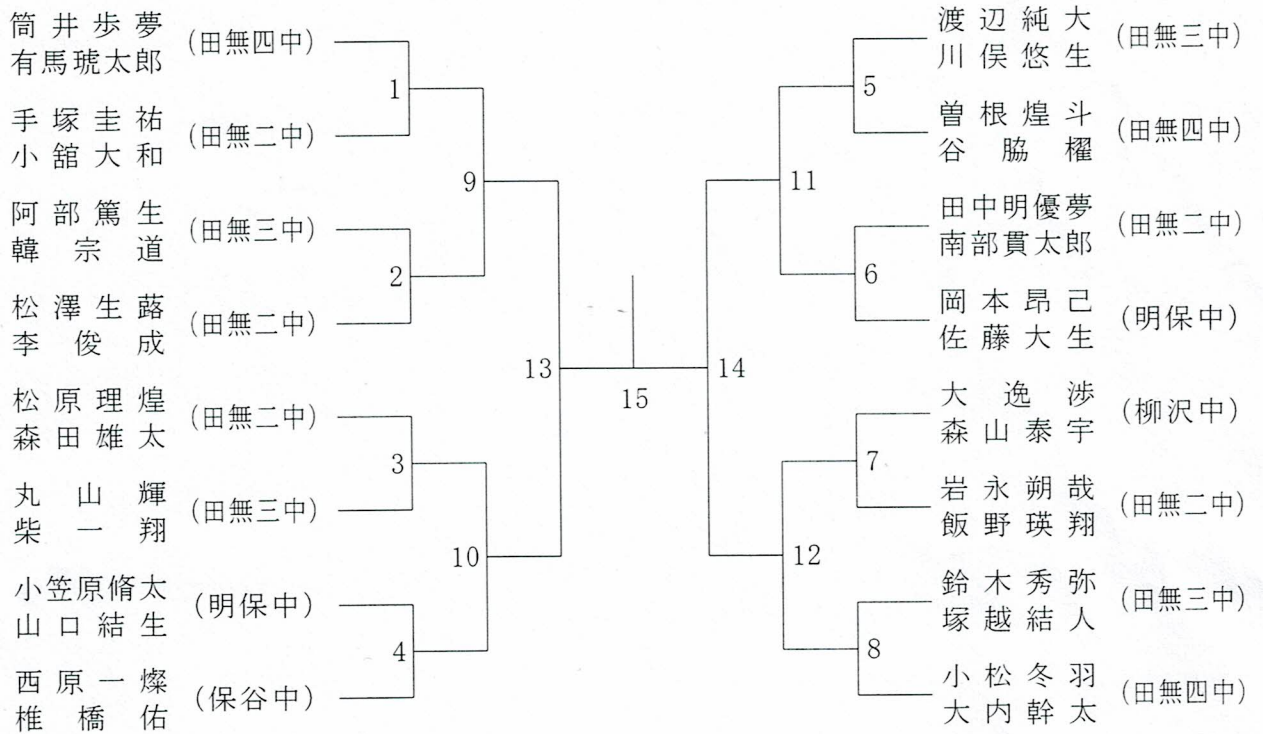 筒井歩夢
有馬琥太郎
(田無四中)
手塚圭祐
小舘大和
(田無二中)
阿部篤生
韓宗道
(田無三中)
松澤生蕗
李俊成
(田無二中)
松原理煌
森田雄太
(田無二中)
丸山輝
柴一翔
(田無三中)
小笠原脩太
山口結生
(明保中)
西原一燦
椎橋佑
(保谷中)
1
2
3
4
9
10
13
15
14
11
12
5
6
7
8
渡辺純大
川俣悠生
(田無三中)
曽根煌斗
谷脇櫂
(田無四中)
田中明優夢
南部貫太郎
(田無二中)
岡本昂己
佐藤大生
(明保中)
大逸渉
森山泰宇
(柳沢中)
岩永朔哉
飯野瑛翔
(田無二中)
鈴木秀弥
塚越結人
(田無三中)
小松冬羽
大内幹太
(田無四中)